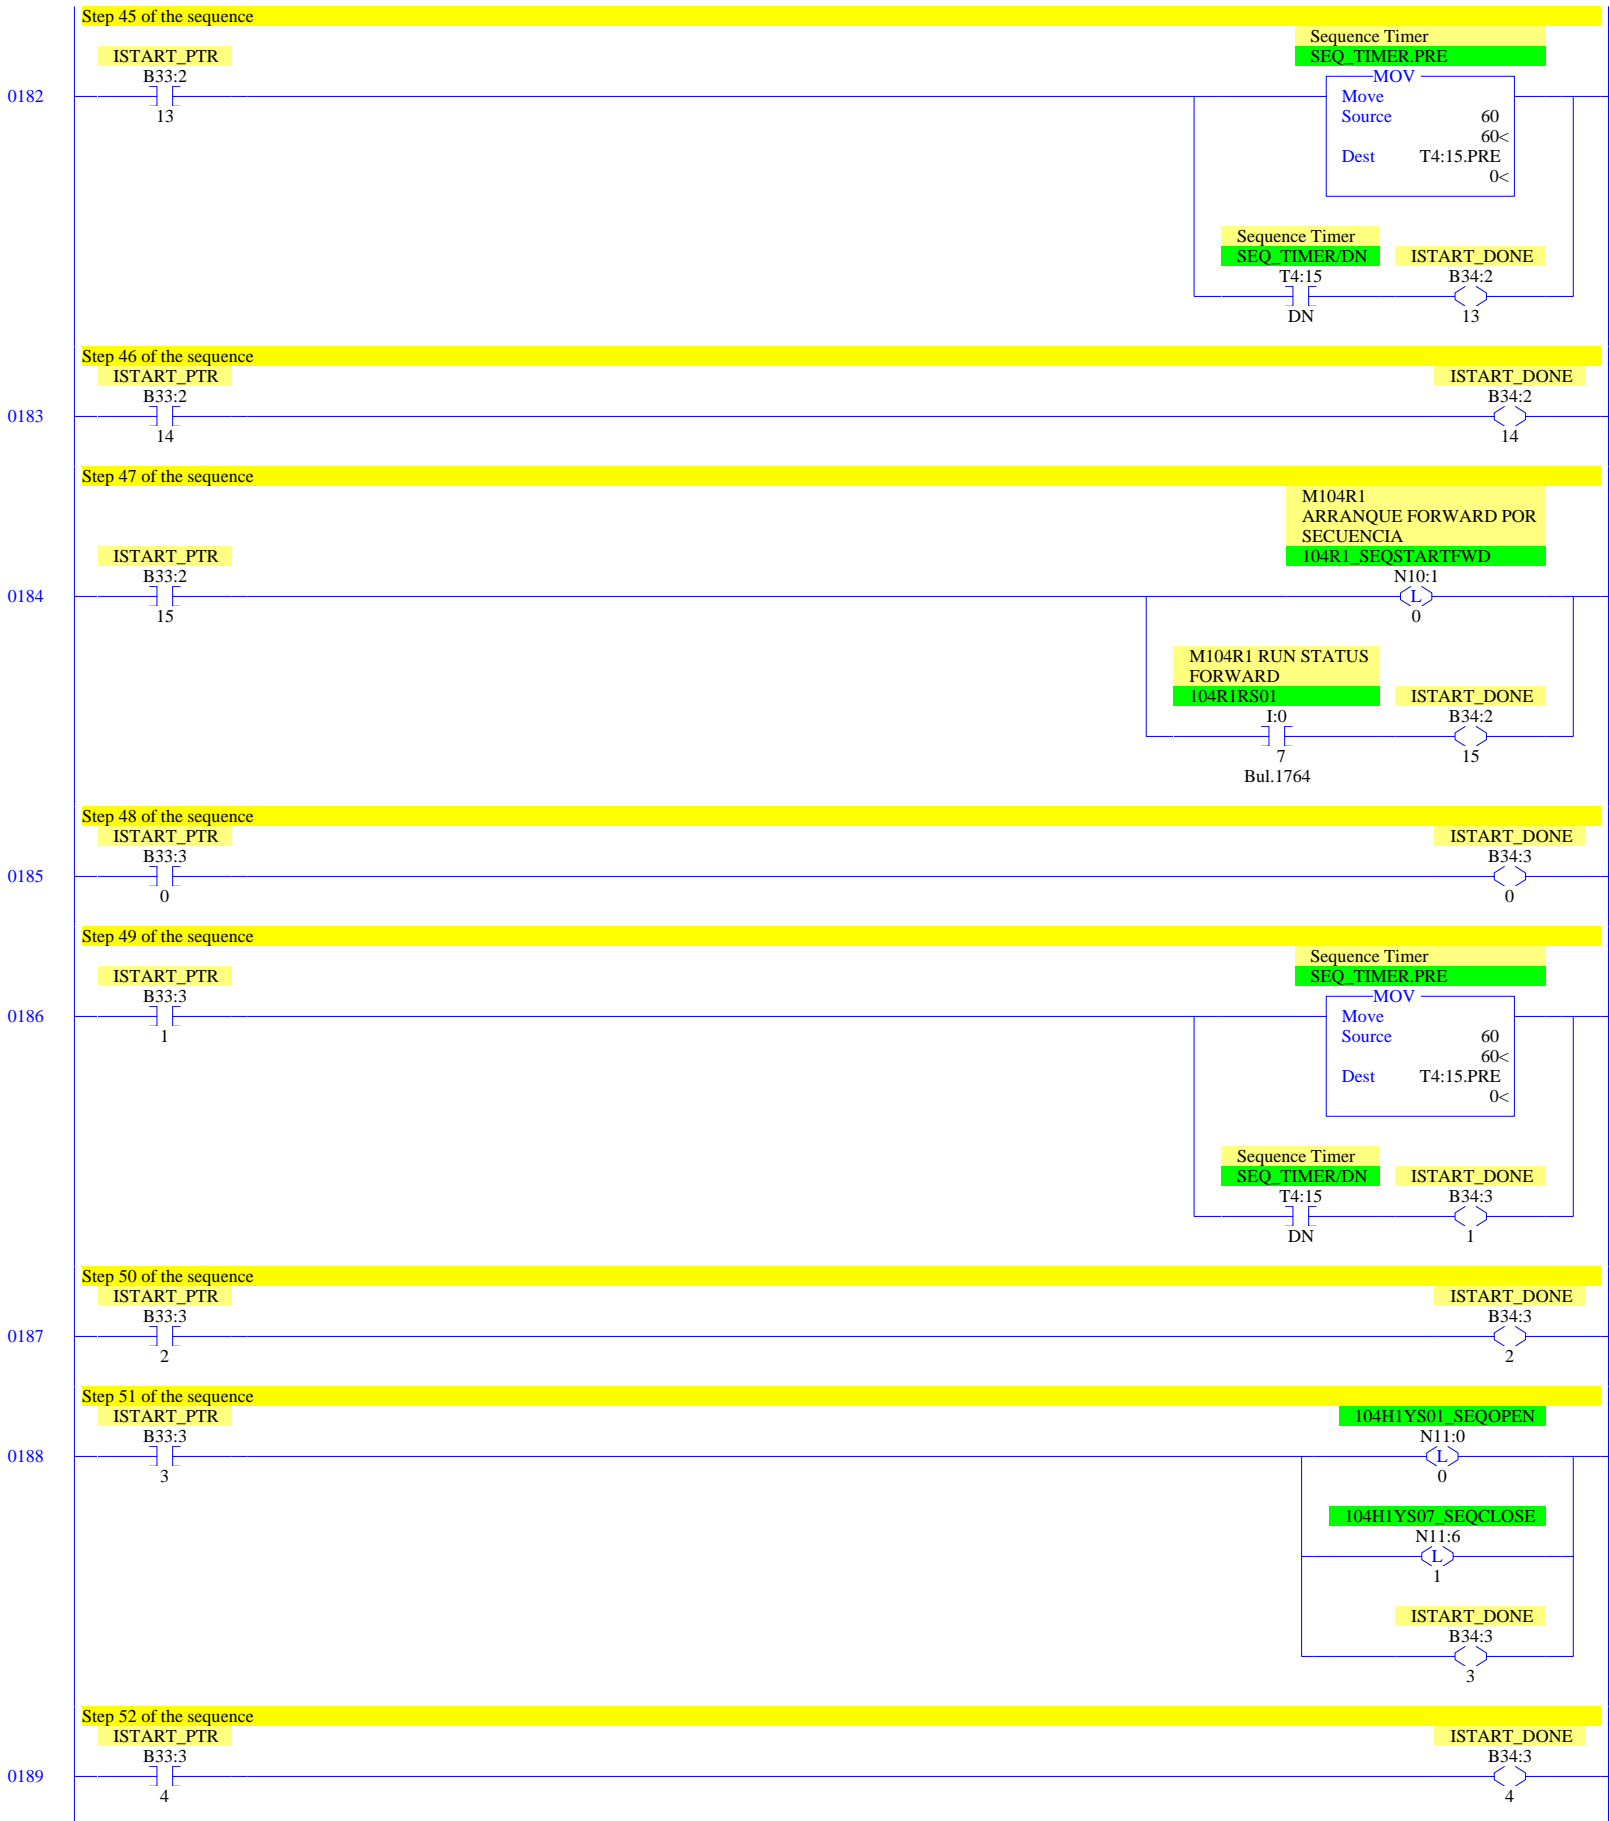 Step 45 of the sequence
Sequence Timer
ISTART_PTR
SEQ_TIMER.PRE
B33:2
MOV
0182
Move
13
Source 60
60<
Dest T4:15.PRE
0<
Sequence Timer
SEQ_TIMER/DN ISTART_DONE
T4:15 B34:2
DN 13
Step 46 of the sequence
ISTART_PTR ISTART_DONE
B33:2 B34:2
0183
14 14
Step 47 of the sequence
M104R1
ARRANQUE FORWARD POR
SECUENCIA
ISTART_PTR 104R1_SEQSTARTFWD
B33:2 N10:1
0184 L
15 0
M104R1 RUN STATUS
FORWARD
104R1RS01 ISTART_DONE
I:0 B34:2
7 15
Bul.1764
Step 48 of the sequence
ISTART_PTR ISTART_DONE
B33:3 B34:3
0185
0 0
Step 49 of the sequence
Sequence Timer
ISTART_PTR SEQ_TIMER.PRE
B33:3 MOV
0186 Move
1 Source 60
60<
Dest T4:15.PRE
0<
Sequence Timer
SEQ_TIMER/DN ISTART_DONE
T4:15 B34:3
DN 1
Step 50 of the sequence
ISTART_PTR ISTART_DONE
B33:3 B34:3
0187
2 2
Step 51 of the sequence
ISTART_PTR 104H1YS01_SEQOPEN
B33:3 N11:0
0188 L
3 0
104H1YS07_SEQCLOSE
N11:6
L
1
ISTART_DONE
B34:3
3
Step 52 of the sequence
ISTART_PTR ISTART_DONE
B33:3 B34:3
0189
4 4